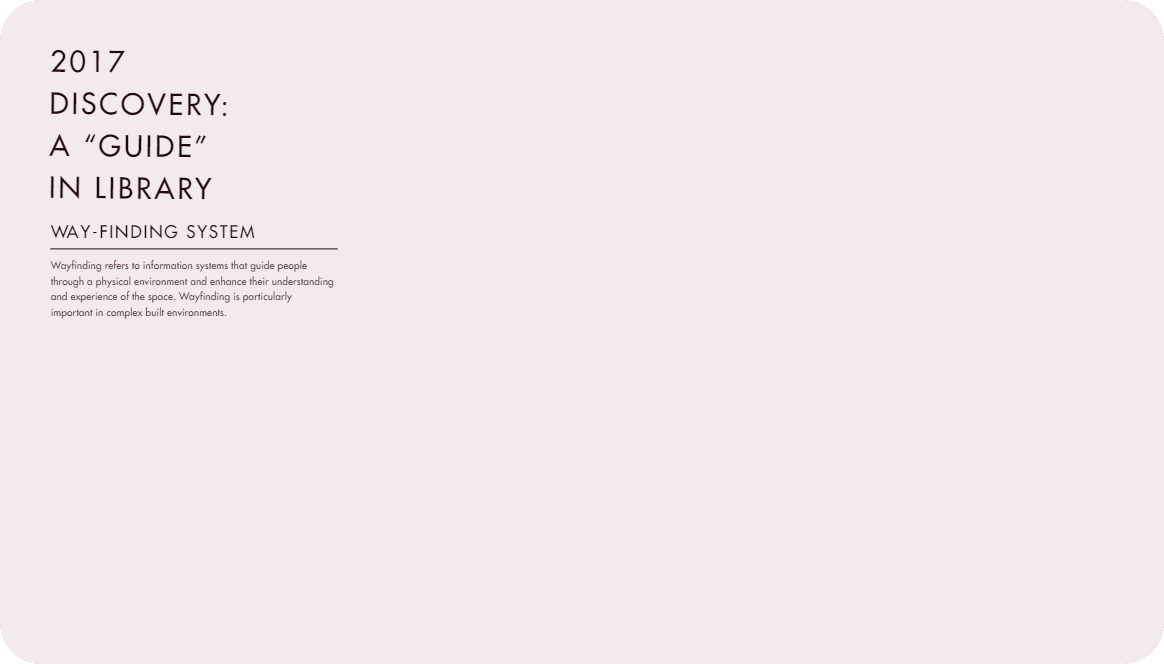 2017
DISCOVERY:
A “GUIDE”
IN LIBRARY
WAY-FINDING SYSTEM
Wayfinding refers to information systems that guide people
through a physical environment and enhance their understanding
and experience of the space. Wayfinding is particularly
important in complex built environments.